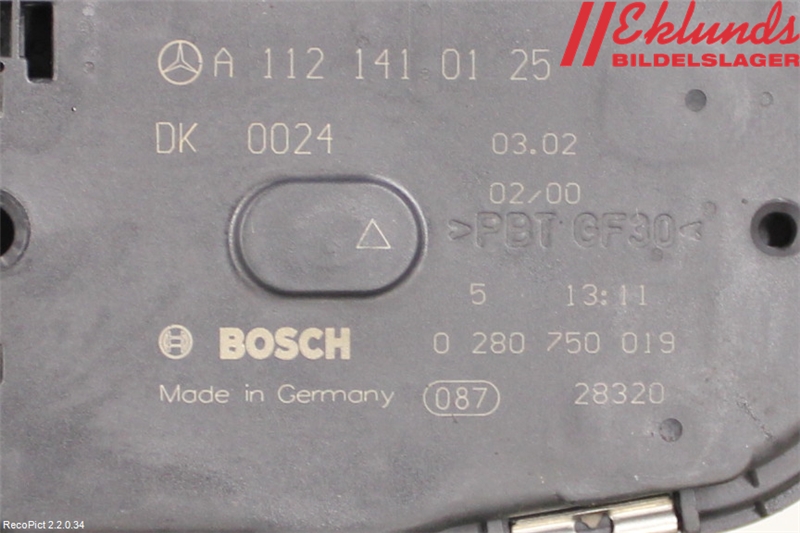 Eklunds
BILDELSLAGER
A 112 141 01 25
DK 0024
03.02
02/00
>PBT GF30<
5 13:11
BOSCH 0 280 750 019
Made in Germany 087 28320
RecoPict 2.2.0.34